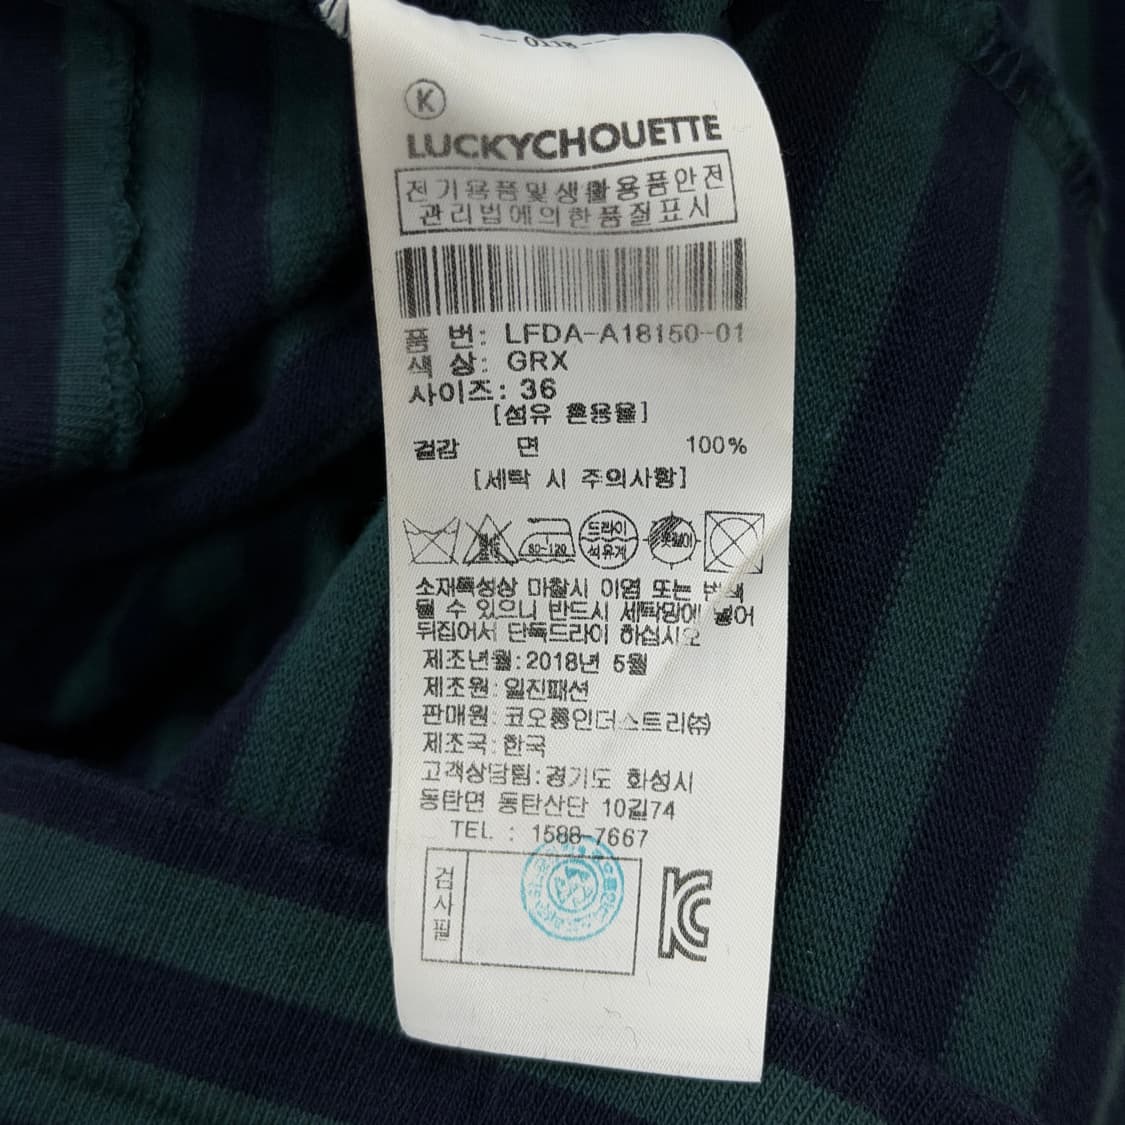 K
LUCKYCHOUETTE
전기용품및생활용품안전
관리법에의한품질표시
품 번: LFDA-A18150-01
색 상: GRX
사이즈: 36
[섬유 혼용율]
겉감 면 100%
[세탁 시 주의사항]
80~120 드라이 석유계 옷걸이
소재특성상 마찰시 이염 또는 변색
될 수 있으니 반드시 세탁망에 넣어
뒤집어서 단독드라이 하십시오
제조년월:2018년 5월
제조원:일진패션
판매원:코오롱인더스트리㈜
제조국:한국
고객상담팀:경기도 화성시
동탄면 동탄산단 10길74
TEL : 1588-7667
검사필